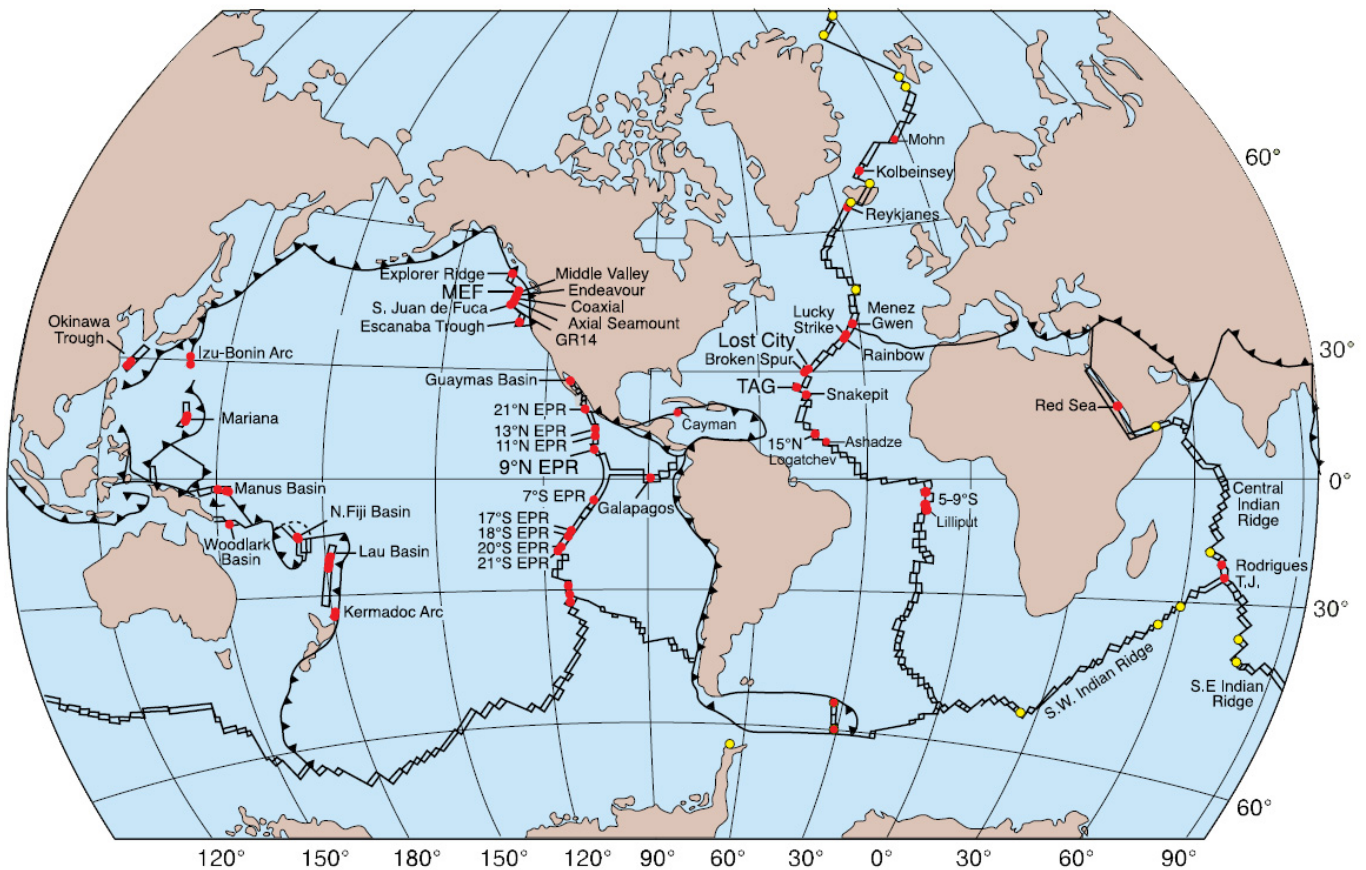 Mohn
60°
Kolbeinsey
Reykjanes
Explorer Ridge
Middle Valley
MEF
Endeavour
S. Juan de Fuca
Coaxial
Escanaba Trough
Axial Seamount
GR14
Okinawa
Trough
Izu-Bonin Arc
Menez
Gwen
Lucky
Strike
Lost City
Rainbow
Broken Spur
30°
Guaymas Basin
TAG
Snakepit
Red Sea
Mariana
21°N EPR
Cayman
13°N EPR
11°N EPR
15°N
Ashadze
Logatchev
9°N EPR
0°
Manus Basin
7°S EPR
Galapagos
5-9°S
Central
Indian
Ridge
N.Fiji Basin
17°S EPR
18°S EPR
Lilliput
Woodlark
Basin
Lau Basin
20°S EPR
21°S EPR
Rodrigues
T.J,
Kermadoc Arc
30°
S.W. Indian Ridge
S.E Indian
Ridge
60°
120° 150° 180° 150° 120° 90° 60° 30° 0° 30° 60° 90°